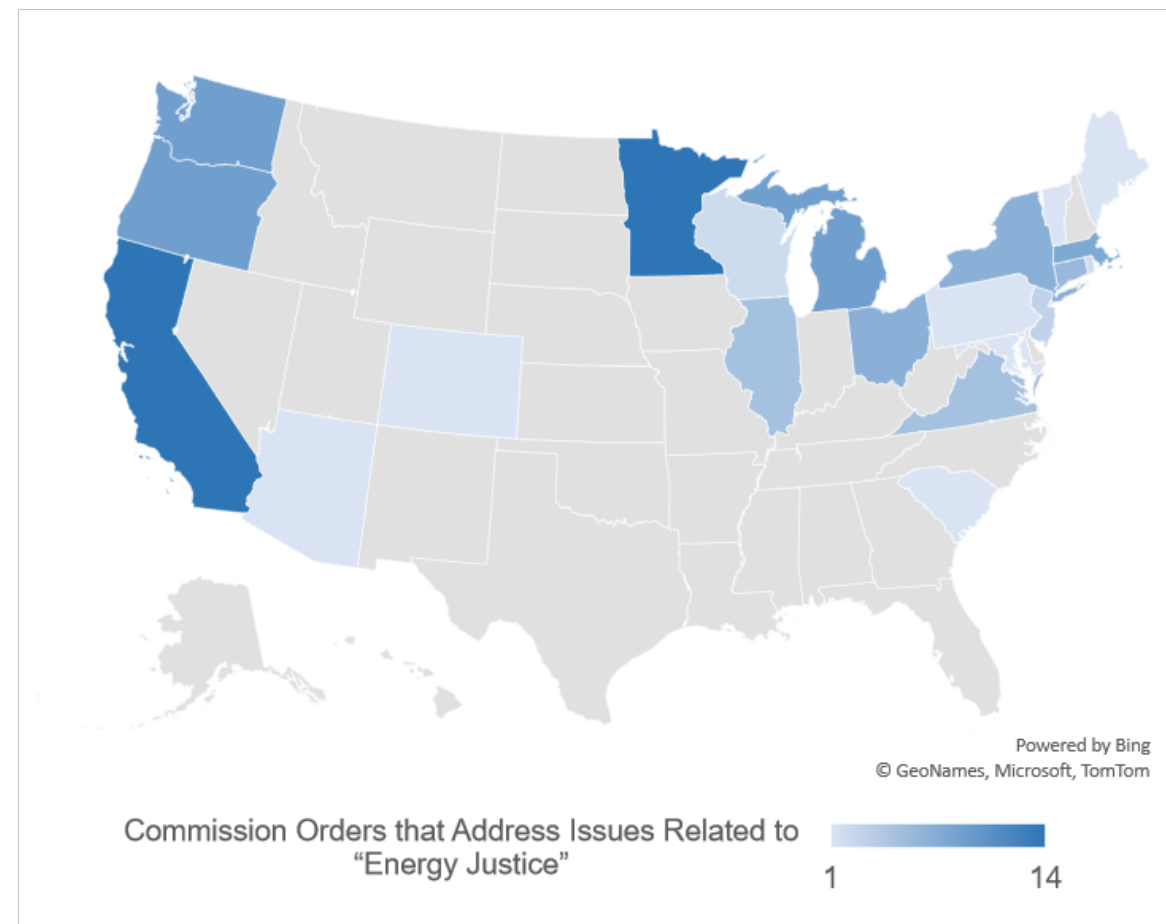 Powered by Bing
© GeoNames, Microsoft, TomTom
Commission Orders that Address Issues Related to
“Energy Justice”
1 14